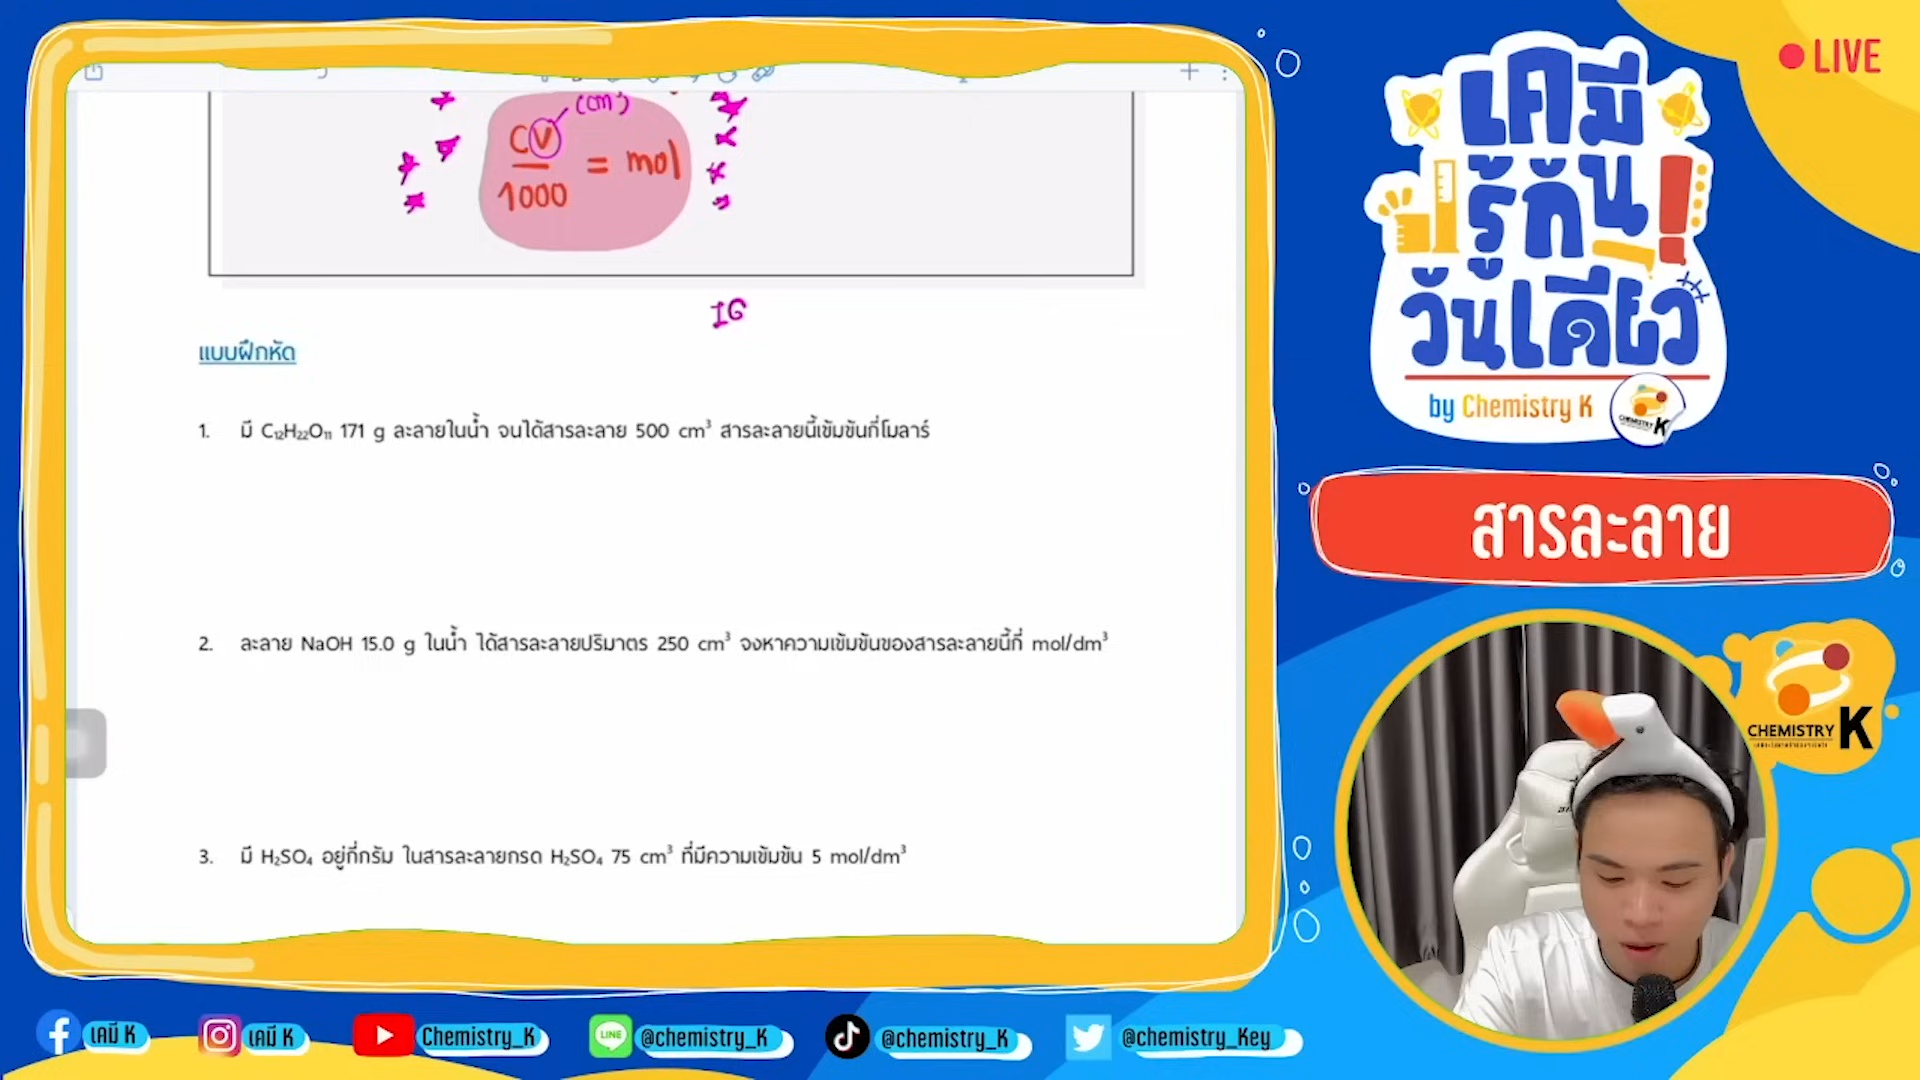 (cm³)
CV
1000
= mol
IG
แบบฝึกหัด
1. มี C₁₂H₂₂O₁₁ 171 g ละลายในน้ำ จนได้สารละลาย 500 cm³ สารละลายนี้เข้มข้นกี่โมลาร์
2. ละลาย NaOH 15.0 g ในน้ำ ได้สารละลายปริมาตร 250 cm³ จงหาความเข้มข้นของสารละลายนี้กี่ mol/dm³
3. มี H₂SO₄ อยู่กี่กรัม ในสารละลายกรด H₂SO₄ 75 cm³ ที่มีความเข้มข้น 5 mol/dm³
LIVE
เคมี
รู้กัน!
วันเดียว
by Chemistry K
CHEMISTRY K
สารละลาย
CHEMISTRY K
เคมี K
เคมี K
Chemistry_K
LINE
@chemistry_K
@chemistry_K
@chemistry_Key